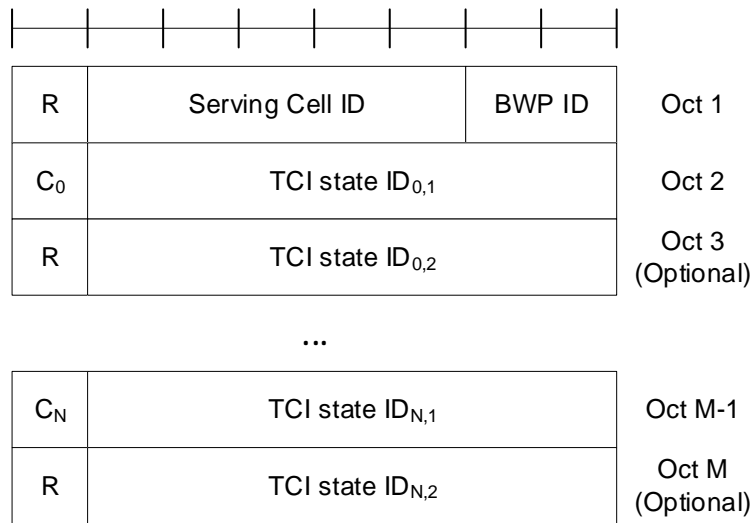 R Serving Cell ID BWP ID Oct 1
C0 TCI state ID0,1 Oct 2
R TCI state ID0,2 Oct 3
(Optional)
...
CN TCI state IDN,1 Oct M-1
R TCI state IDN,2 Oct M
(Optional)